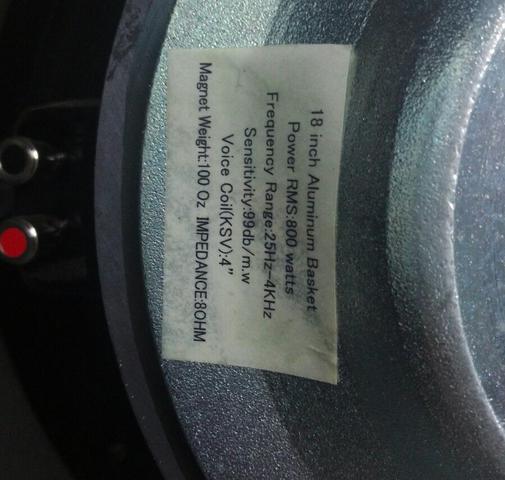 18 inch Aluminum Basket
Power RMS:800 watts
Frequency Range:25Hz-4KHz
Sensitivity:99db/m.w
Voice Coil(KSV):4"
Magnet Weight:100 Oz IMPEDANCE:8OHM